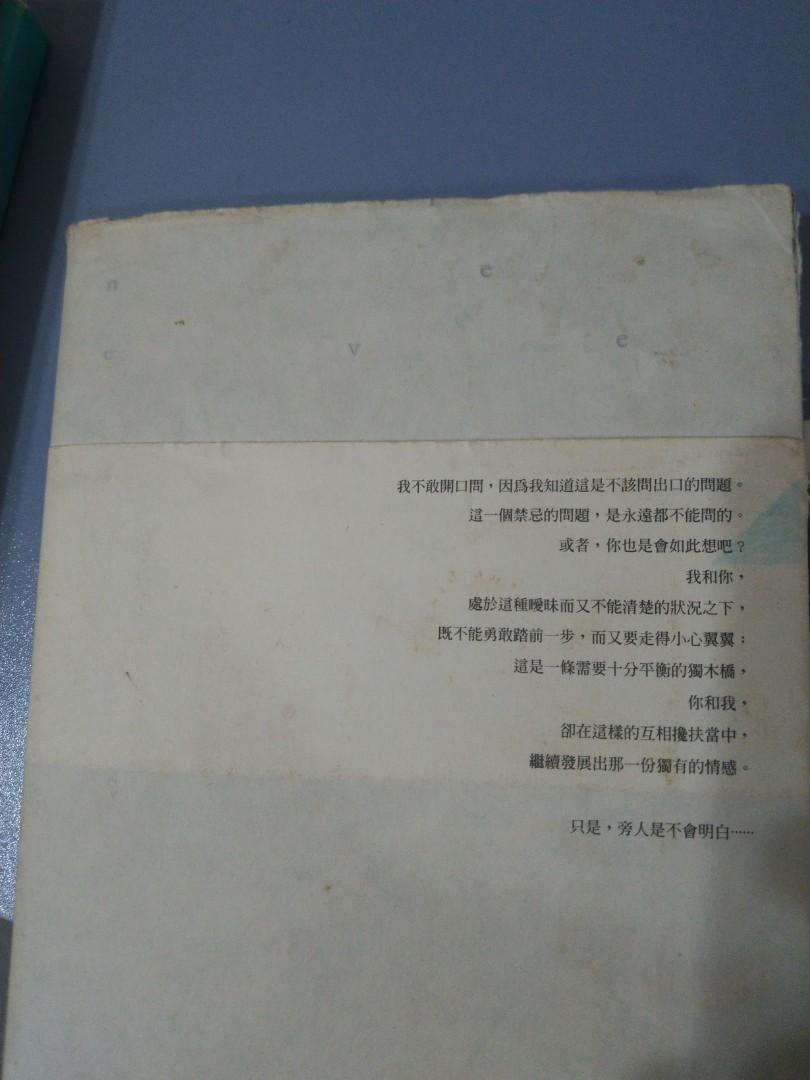 n e
e v e
我不敢開口問，因爲我知道這是不該問出口的問題。
這一個禁忌的問題，是永遠都不能問的。
或者，你也是會如此想吧？
我和你，
處於這種曖昧而又不能清楚的狀況之下，
既不能勇敢踏前一步，而又要走得小心翼翼；
這是一條需要十分平衡的獨木橋，
你和我，
卻在這樣的互相攙扶當中，
繼續發展出那一份獨有的情感。
只是，旁人是不會明白……